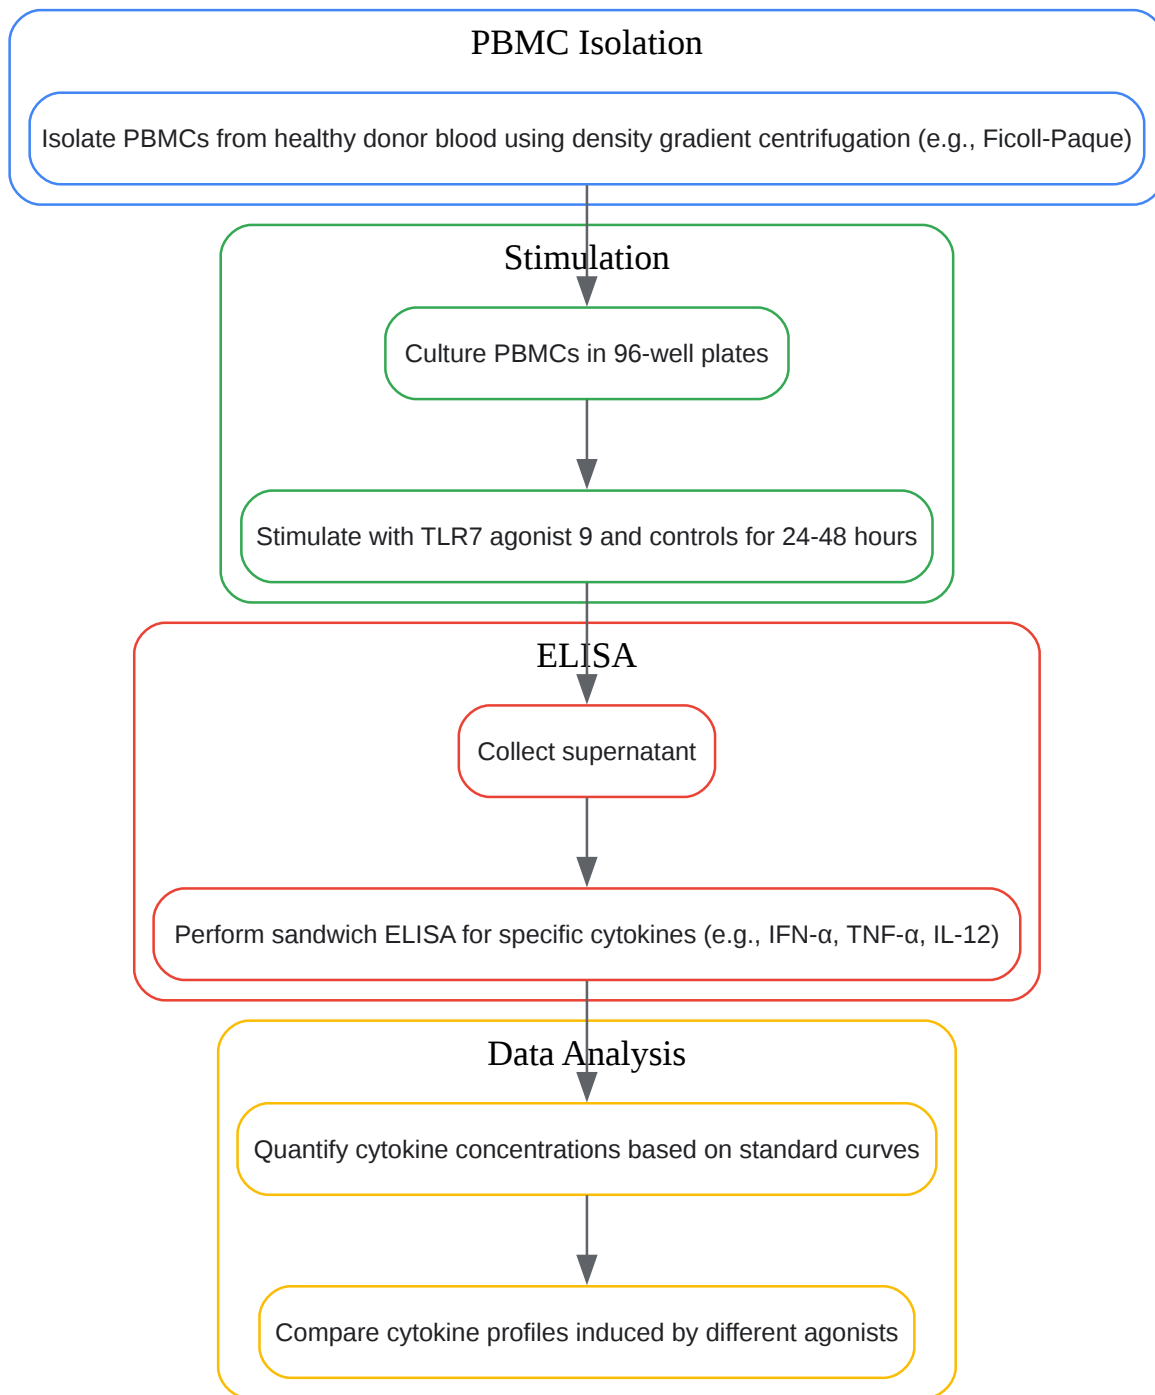 PBMC Isolation
Isolate PBMCs from healthy donor blood using density gradient centrifugation (e.g., Ficoll-Paque)
Stimulation
Culture PBMCs in 96-well plates
Stimulate with TLR7 agonist 9 and controls for 24-48 hours
ELISA
Collect supernatant
Perform sandwich ELISA for specific cytokines (e.g., IFN-α, TNF-α, IL-12)
Data Analysis
Quantify cytokine concentrations based on standard curves
Compare cytokine profiles induced by different agonists